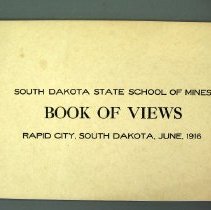 SOUTH DAKOTA STATE SCHOOL OF MINES
BOOK OF VIEWS
RAPID CITY, SOUTH DAKOTA, JUNE, 1916